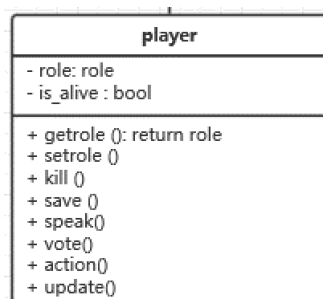 player
- role: role
- is_alive : bool
+ getrole (): return role
+ setrole ()
+ kill ()
+ save ()
+ speak()
+ vote()
+ action()
+ update()